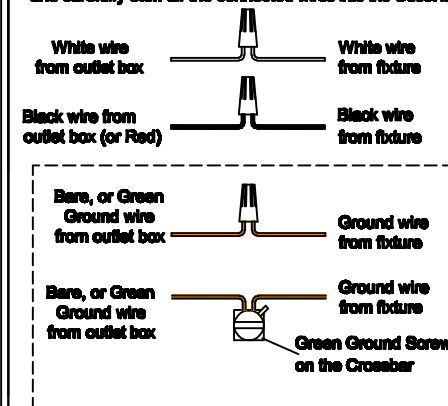 White wire
from outlet box
White wire
from fixture
Black wire from
outlet box (or Red)
Black wire
from fixture
Bare, or Green
Ground wire
from outlet box
Ground wire
from fixture
Bare, or Green
Ground wire
from outlet box
Ground wire
from fixture
Green Ground Screw
on the Crossbar